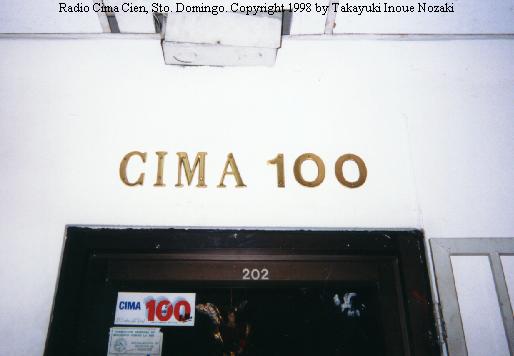 Radio Cima Cien, Sto. Domingo. Copyright 1998 by Takayuki Inoue Nozaki
CIMA 100
202
CIMA 100